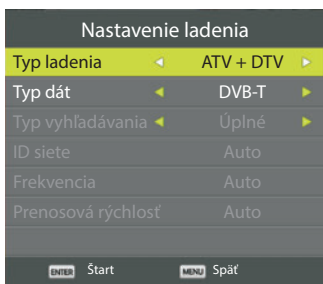 Nastavenie ladenia
Typ ladenia ATV + DTV
Typ dát DVB-T
Typ vyhľadávania Úplné
ID siete Auto
Frekvencia Auto
Prenosová rýchlosť Auto
ENTER Štart MENU Späť